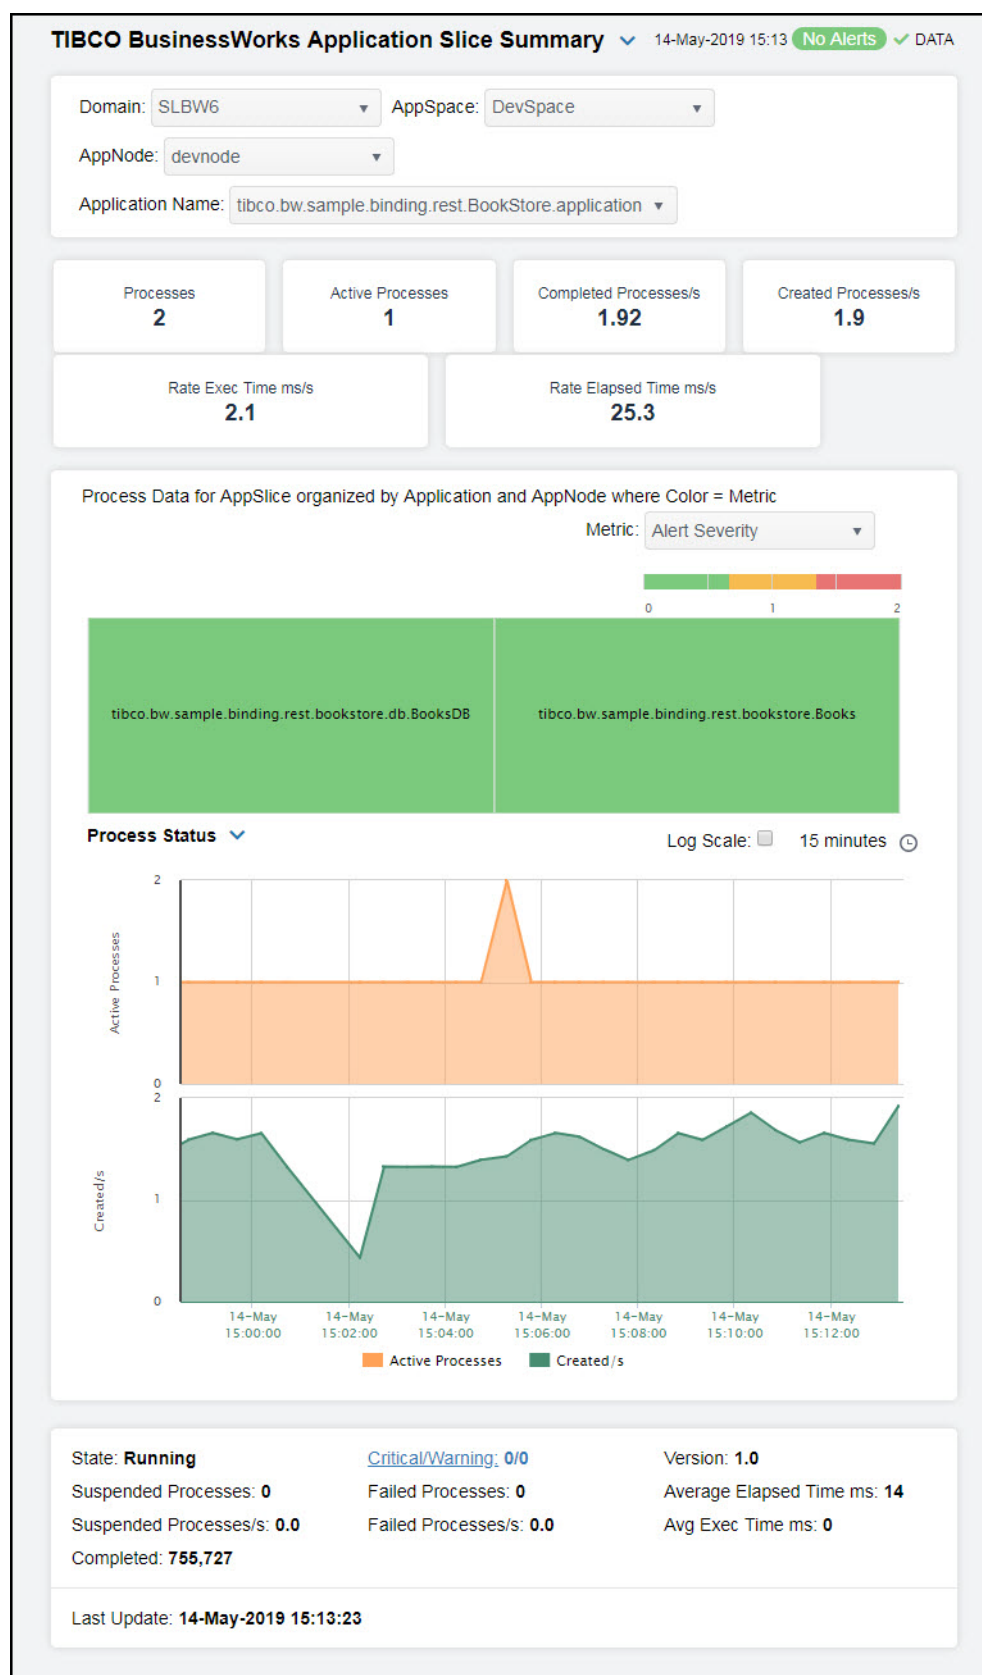 TIBCO BusinessWorks Application Slice Summary 14-May-2019 15:13 No Alerts DATA
Domain: SLBW6 AppSpace: DevSpace
AppNode: devnode
Application Name: tibco.bw.sample.binding.rest.BookStore.application
Processes Active Processes Completed Processes/s Created Processes/s
2 1 1.92 1.9
Rate Exec Time ms/s Rate Elapsed Time ms/s
2.1 25.3
Process Data for AppSlice organized by Application and AppNode where Color = Metric
Metric: Alert Severity
0 1 2
tibco.bw.sample.binding.rest.bookstore.db.BooksDB tibco.bw.sample.binding.rest.bookstore.Books
Process Status Log Scale: 15 minutes
2
Active Processes
1
0
2
Created/s
1
0
14-May 14-May 14-May 14-May 14-May 14-May 14-May
15:00:00 15:02:00 15:04:00 15:06:00 15:08:00 15:10:00 15:12:00
Active Processes Created/s
State: Running Critical/Warning: 0/0 Version: 1.0
Suspended Processes: 0 Failed Processes: 0 Average Elapsed Time ms: 14
Suspended Processes/s: 0.0 Failed Processes/s: 0.0 Avg Exec Time ms: 0
Completed: 755,727
Last Update: 14-May-2019 15:13:23